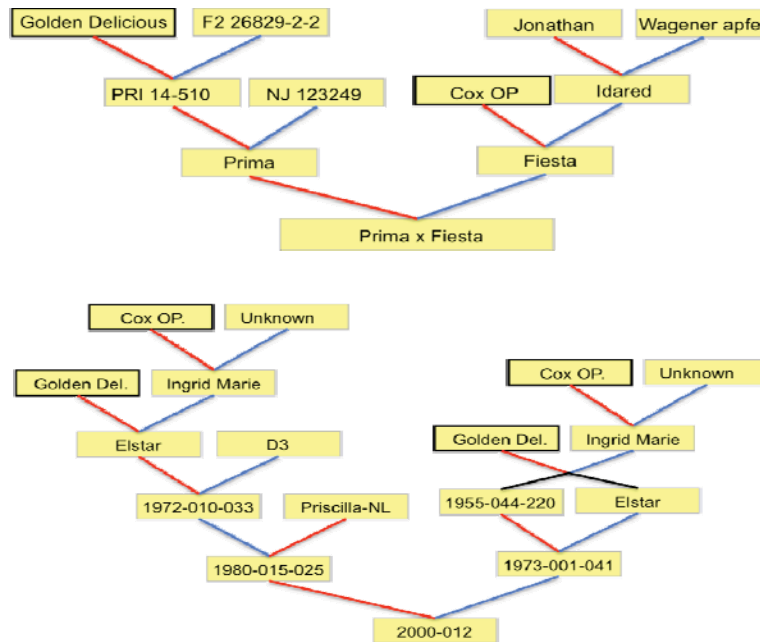 Golden Delicious
F2 26829-2-2
Jonathan
Wagener apfe
PRI 14-510
NJ 123249
Cox OP
Idared
Prima
Fiesta
Prima x Fiesta
Cox OP.
Unknown
Golden Del.
Ingrid Marie
Cox OP.
Unknown
Elstar
D3
Golden Del.
Ingrid Marie
1972-010-033
Priscilla-NL
1955-044-220
Elstar
1980-015-025
1973-001-041
2000-012